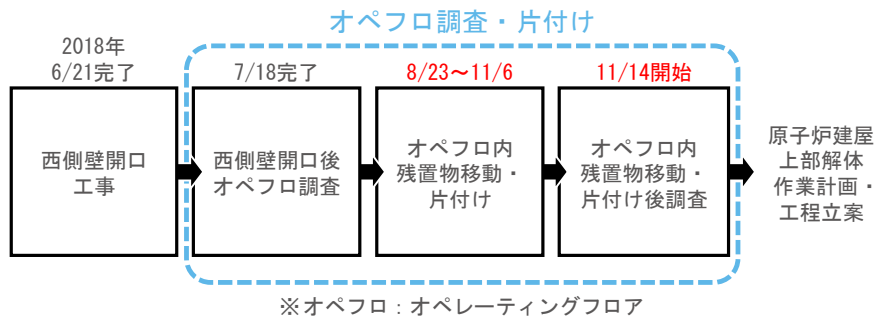 オペフロ調査・片付け
2018年
6/21完了
7/18完了
8/23～11/6
11/14開始
西側壁開口
工事
西側壁開口後
オペフロ調査
オペフロ内
残置物移動・
片付け
オペフロ内
残置物移動・
片付け後調査
原子炉建屋
上部解体
作業計画・
工程立案
※オペフロ：オペレーティングフロア